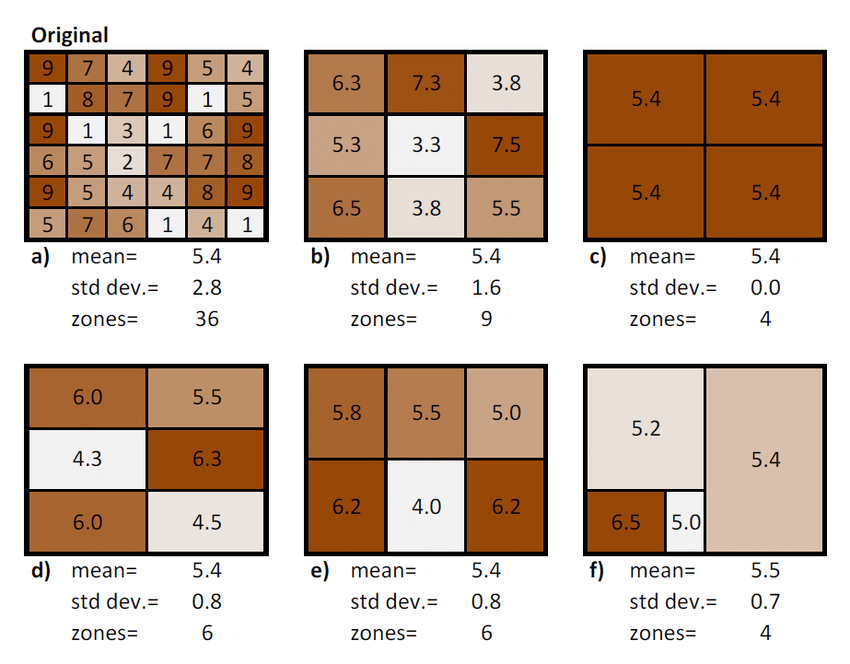 Original
9 7 4 9 5 4
1 8 7 9 1 5
9 1 3 1 6 9
6 5 2 7 7 8
9 5 4 4 8 9
5 7 6 1 4 1
a) mean= 5.4
std dev.= 2.8
zones= 36
6.3 7.3 3.8
5.3 3.3 7.5
6.5 3.8 5.5
b) mean= 5.4
std dev.= 1.6
zones= 9
5.4 5.4
5.4 5.4
c) mean= 5.4
std dev.= 0.0
zones= 4
6.0 5.5
4.3 6.3
6.0 4.5
d) mean= 5.4
std dev.= 0.8
zones= 6
5.8 5.5 5.0
6.2 4.0 6.2
e) mean= 5.4
std dev.= 0.8
zones= 6
5.2
5.4
6.5 5.0
f) mean= 5.5
std dev.= 0.7
zones= 4